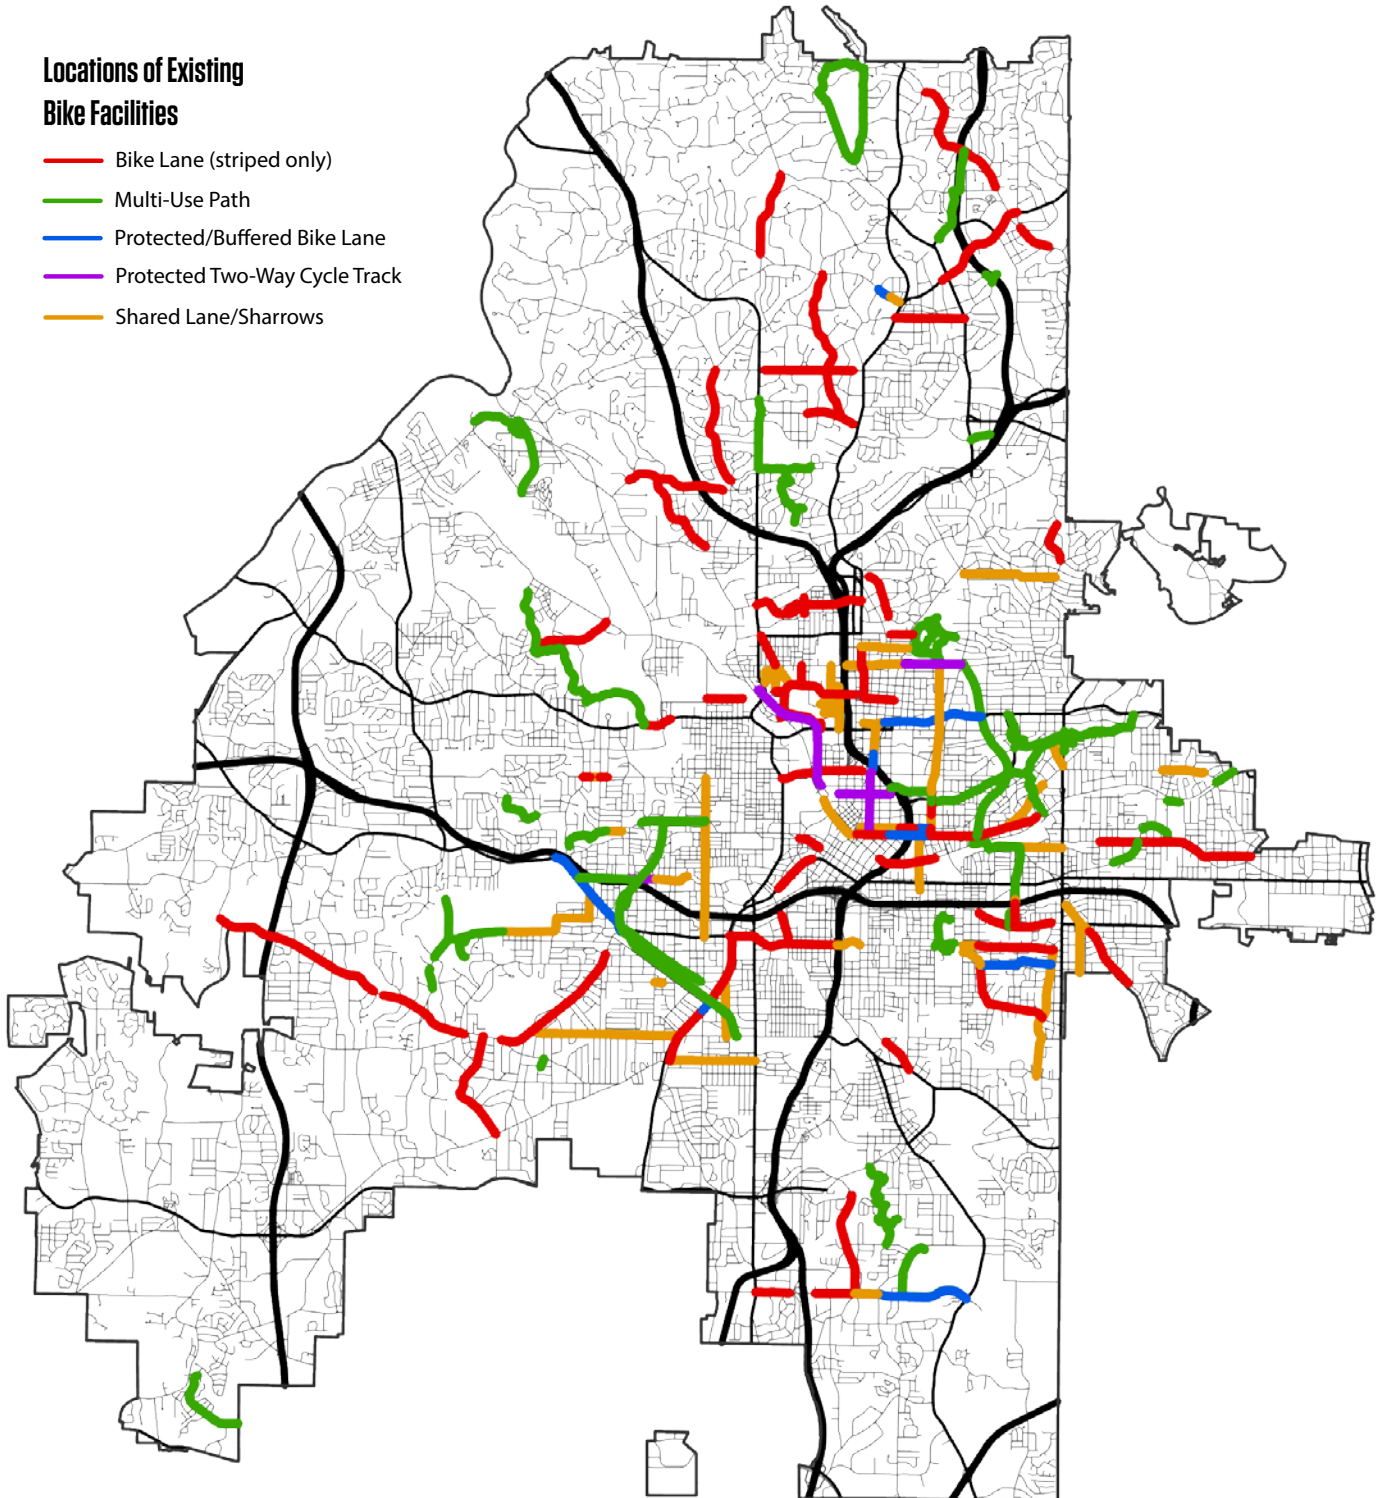 Locations of Existing
Bike Facilities
Bike Lane (striped only)
Multi-Use Path
Protected/Buffered Bike Lane
Protected Two-Way Cycle Track
Shared Lane/Sharrows